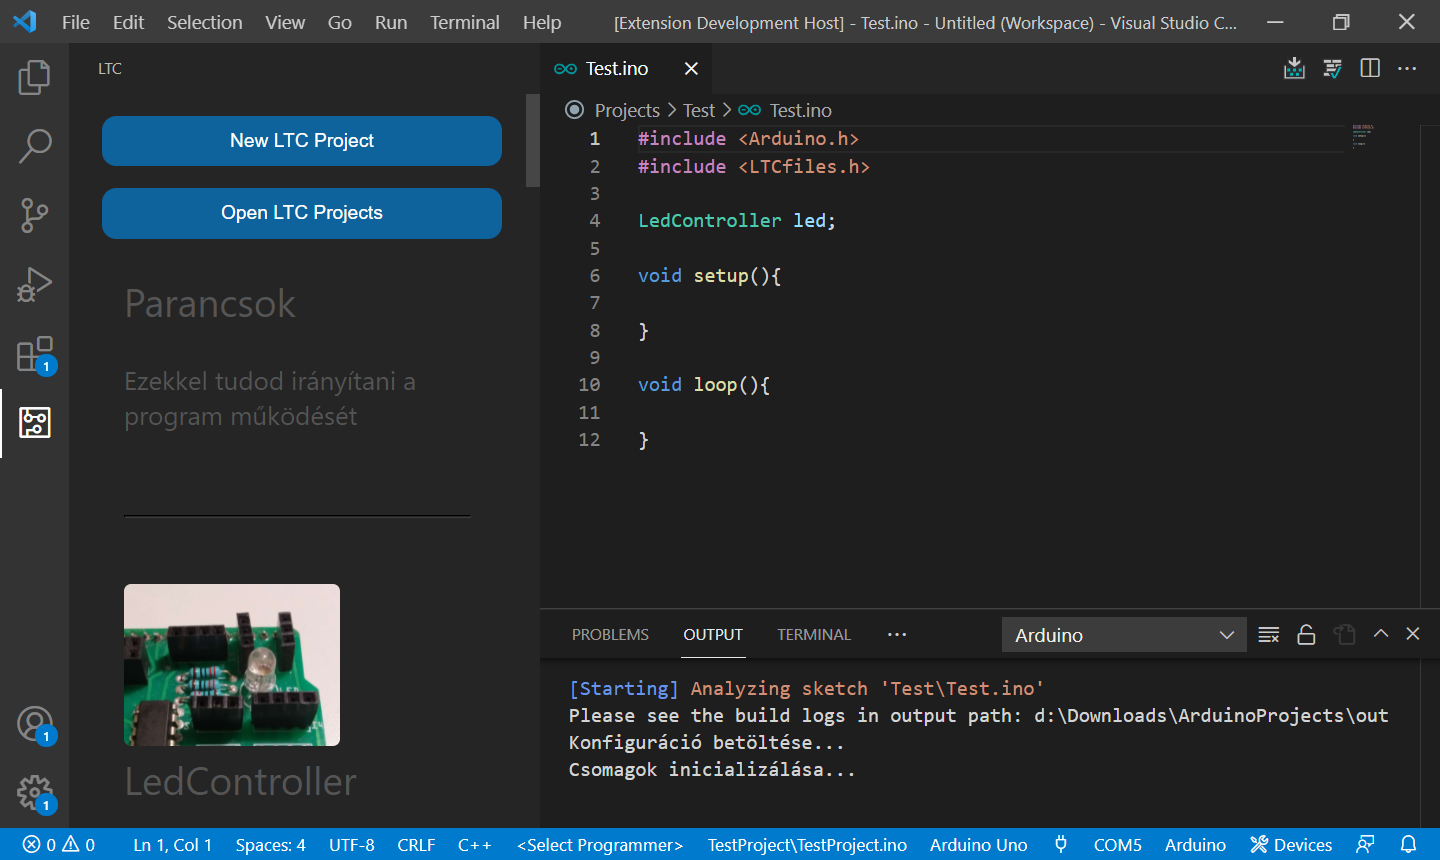 File Edit Selection View Go Run Terminal Help [Extension Development Host] - Test.ino - Untitled (Workspace) - Visual Studio C...
LTC
New LTC Project
Open LTC Projects
Parancsok
Ezekkel tudod irányítani a
program működését
LedController
Test.ino
Projects > Test > Test.ino
1 #include <Arduino.h>
2 #include <LTCfiles.h>
3
4 LedController led;
5
6 void setup(){
7
8 }
9
10 void loop(){
11
12 }
PROBLEMS OUTPUT TERMINAL ... Arduino
[Starting] Analyzing sketch 'Test\Test.ino'
Please see the build logs in output path: d:\Downloads\ArduinoProjects\out
Konfiguráció betöltése...
Csomagok inicializálása...
1
1
1
0 0 Ln 1, Col 1 Spaces: 4 UTF-8 CRLF C++ <Select Programmer> TestProject\TestProject.ino Arduino Uno COM5 Arduino Devices